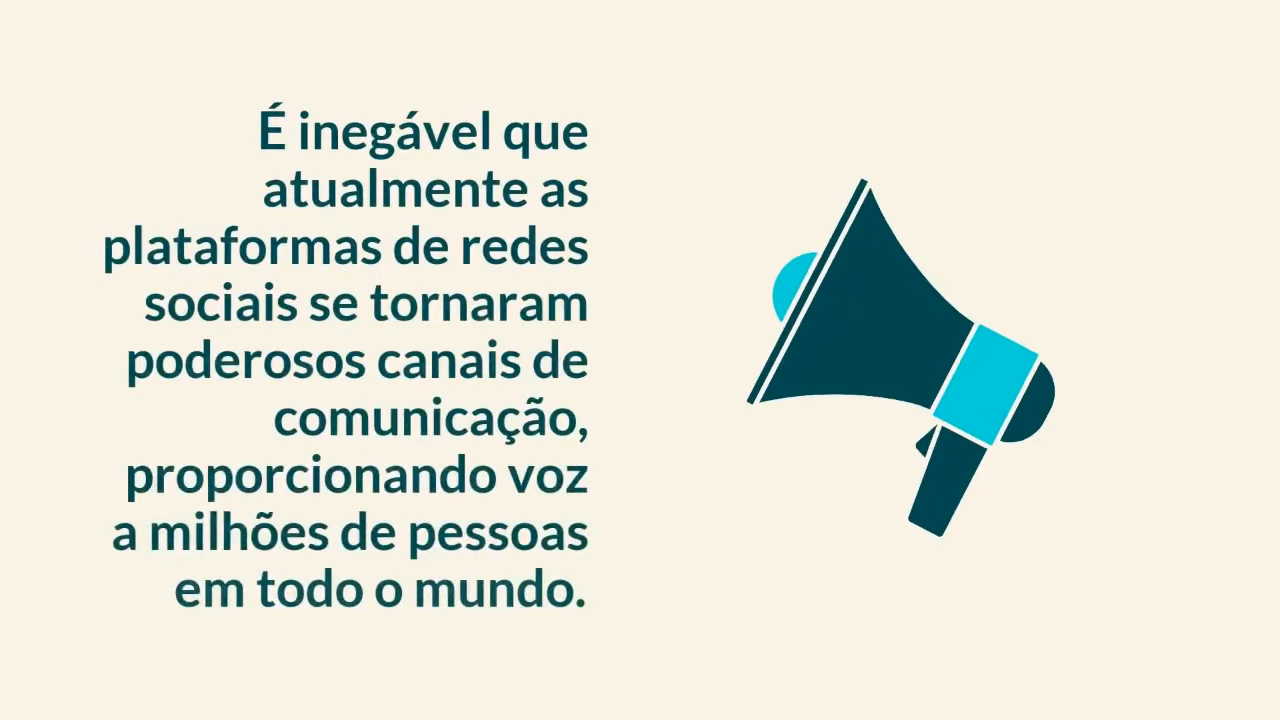 É inegável que
atualmente as
plataformas de redes
sociais se tornaram
poderosos canais de
comunicação,
proporcionando voz
a milhões de pessoas
em todo o mundo.